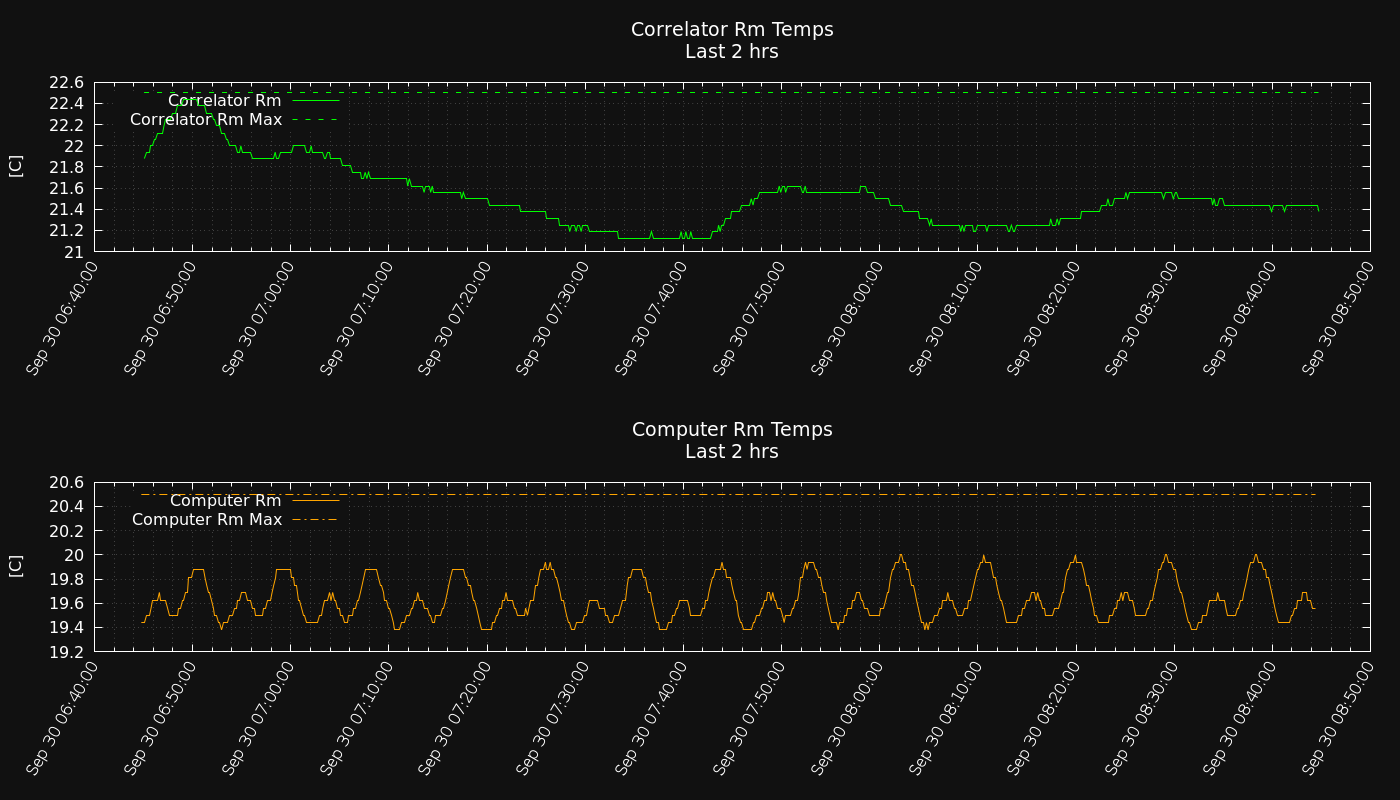 Correlator Rm Temps
Last 2 hrs
[C]
22.6
22.4
22.2
22
21.8
21.6
21.4
21.2
21
Correlator Rm
Correlator Rm Max
Sep 30 06:40:00
Sep 30 06:50:00
Sep 30 07:00:00
Sep 30 07:10:00
Sep 30 07:20:00
Sep 30 07:30:00
Sep 30 07:40:00
Sep 30 07:50:00
Sep 30 08:00:00
Sep 30 08:10:00
Sep 30 08:20:00
Sep 30 08:30:00
Sep 30 08:40:00
Sep 30 08:50:00
Computer Rm Temps
Last 2 hrs
[C]
20.6
20.4
20.2
20
19.8
19.6
19.4
19.2
Computer Rm
Computer Rm Max
Sep 30 06:40:00
Sep 30 06:50:00
Sep 30 07:00:00
Sep 30 07:10:00
Sep 30 07:20:00
Sep 30 07:30:00
Sep 30 07:40:00
Sep 30 07:50:00
Sep 30 08:00:00
Sep 30 08:10:00
Sep 30 08:20:00
Sep 30 08:30:00
Sep 30 08:40:00
Sep 30 08:50:00